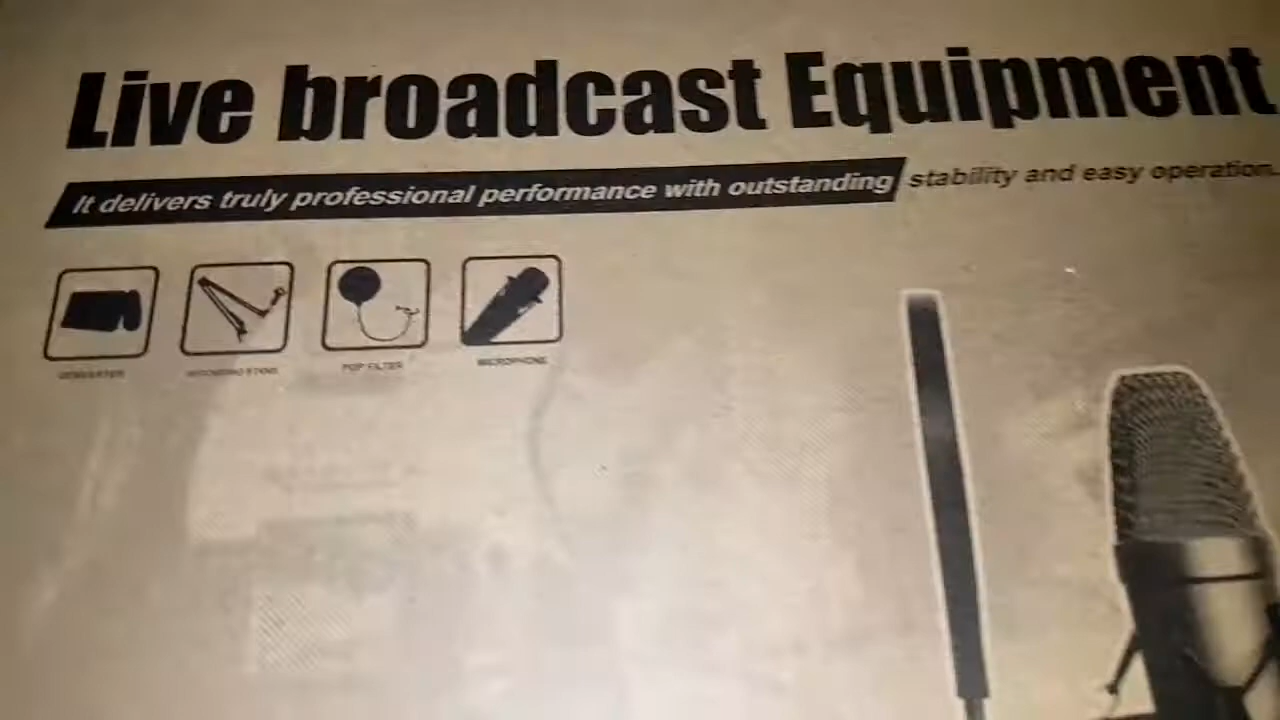 Live broadcast Equipment
It delivers truly professional performance with outstanding stability and easy operation.
POP FILTER
MICROPHONE